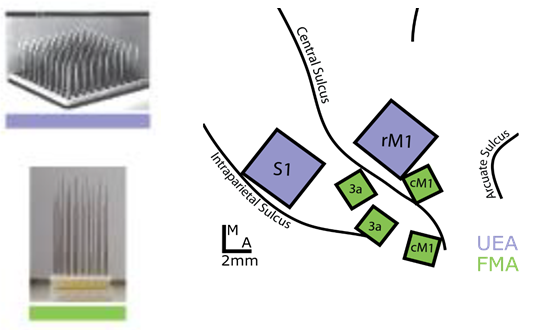 Central Sulcus
rM1
Arcuate Sulcus
S1
cM1
3a
Intraparietal Sulcus
3a
M
A
2mm
cM1
UEA
FMA